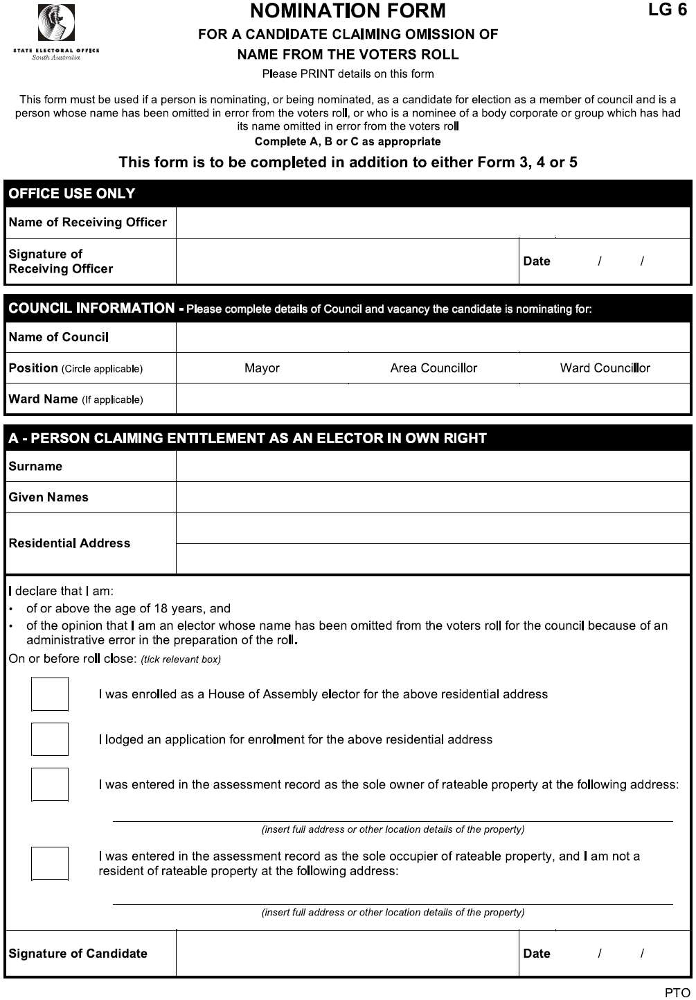 NOMINATION FORM
LG 6
FOR A CANDIDATE CLAIMING OMISSION OF
NAME FROM THE VOTERS ROLL
STATE ELECTORAL OFFICE
South Australia
Please PRINT details on this form
This form must be used if a person is nominating, or being nominated, as a candidate for election as a member of council and is a
person whose name has been omitted in error from the voters roll, or who is a nominee of a body corporate or group which has had
its name omitted in error from the voters roll
Complete A, B or C as appropriate
This form is to be completed in addition to either Form 3, 4 or 5
OFFICE USE ONLY
Name of Receiving Officer
Signature of
Receiving Officer
Date / /
COUNCIL INFORMATION - Please complete details of Council and vacancy the candidate is nominating for:
Name of Council
Position (Circle applicable) Mayor Area Councillor Ward Councillor
Ward Name (If applicable)
A - PERSON CLAIMING ENTITLEMENT AS AN ELECTOR IN OWN RIGHT
Surname
Given Names
Residential Address
I declare that I am:
• of or above the age of 18 years, and
• of the opinion that I am an elector whose name has been omitted from the voters roll for the council because of an
administrative error in the preparation of the roll.
On or before roll close: (tick relevant box)
I was enrolled as a House of Assembly elector for the above residential address
I lodged an application for enrolment for the above residential address
I was entered in the assessment record as the sole owner of rateable property at the following address:
(insert full address or other location details of the property)
I was entered in the assessment record as the sole occupier of rateable property, and I am not a
resident of rateable property at the following address:
(insert full address or other location details of the property)
Signature of Candidate
Date / /
PTO